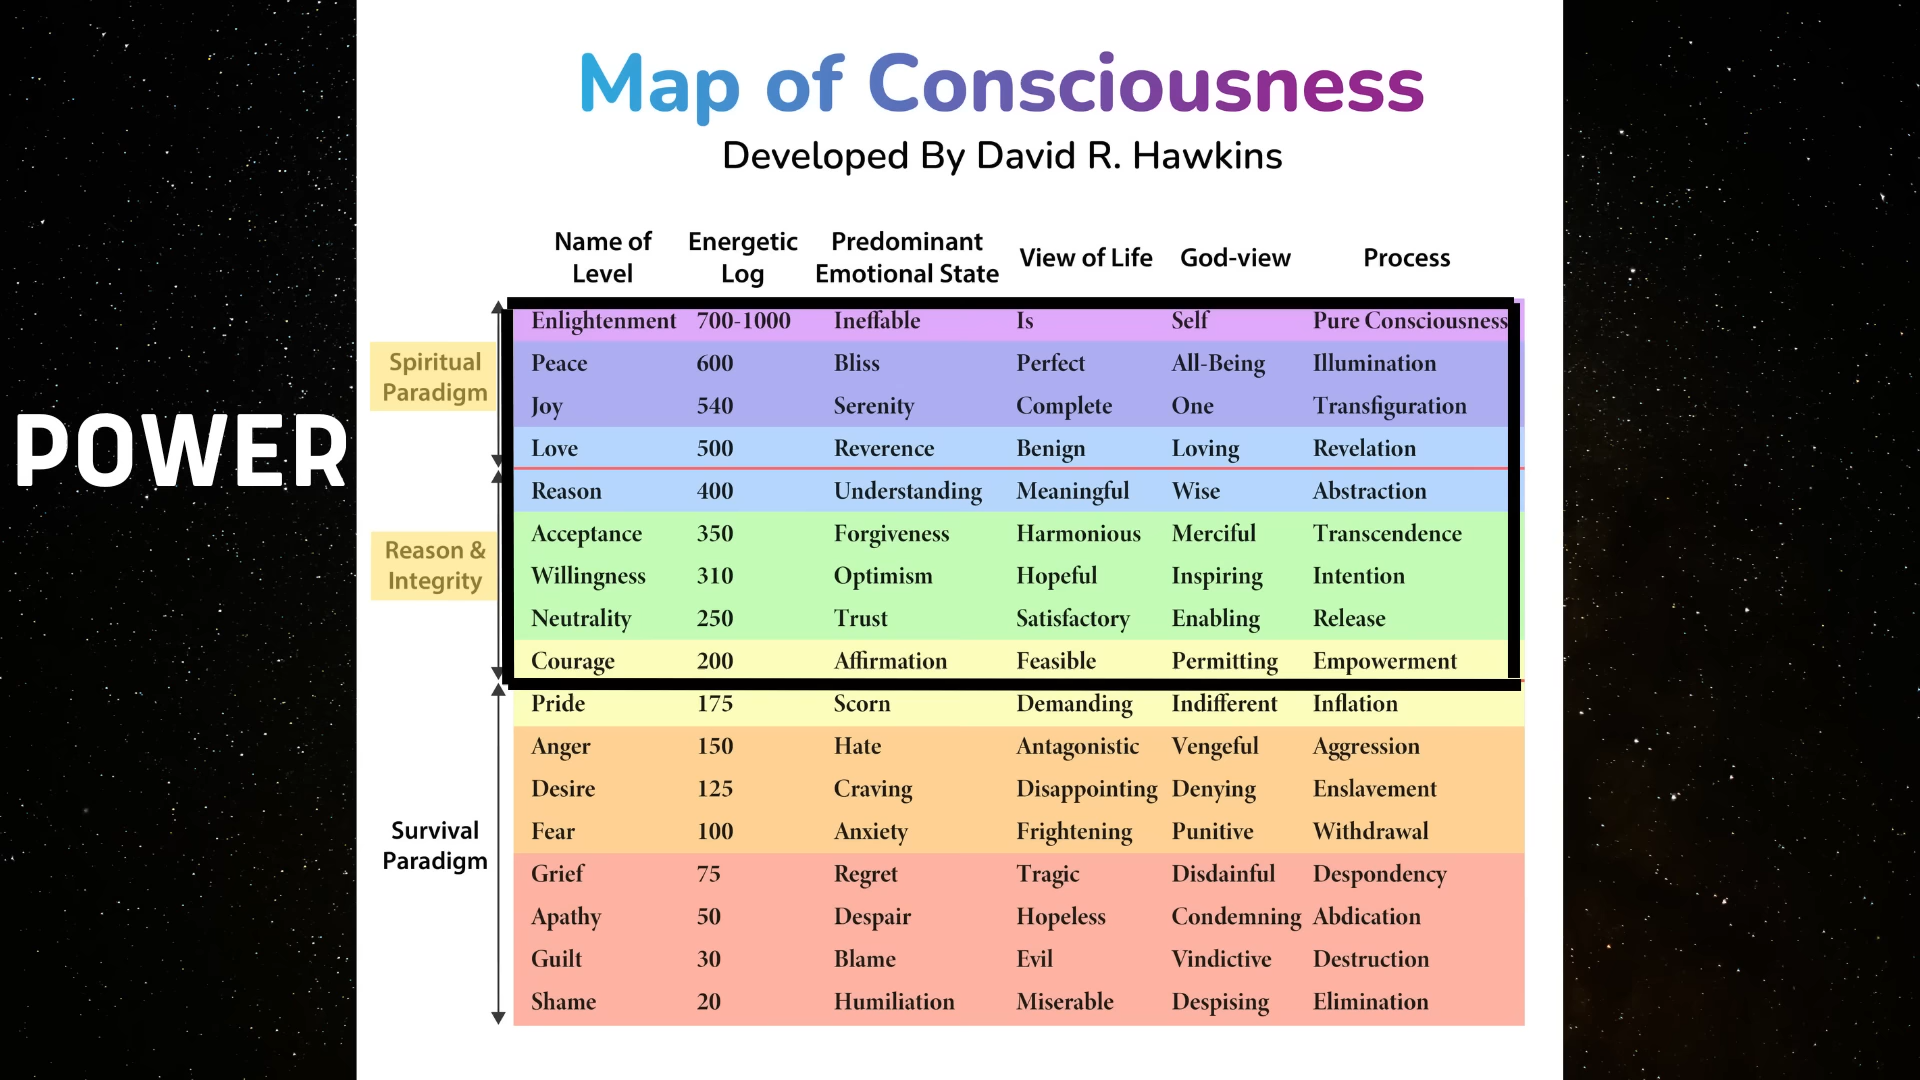 Map of Consciousness
Developed By David R. Hawkins
Name of Level Energetic Log Predominant Emotional State View of Life God-view Process
Spiritual Paradigm
POWER
Reason & Integrity
Survival Paradigm
Enlightenment 700-1000 Ineffable Is Self Pure Consciousness
Peace 600 Bliss Perfect All-Being Illumination
Joy 540 Serenity Complete One Transfiguration
Love 500 Reverence Benign Loving Revelation
Reason 400 Understanding Meaningful Wise Abstraction
Acceptance 350 Forgiveness Harmonious Merciful Transcendence
Willingness 310 Optimism Hopeful Inspiring Intention
Neutrality 250 Trust Satisfactory Enabling Release
Courage 200 Affirmation Feasible Permitting Empowerment
Pride 175 Scorn Demanding Indifferent Inflation
Anger 150 Hate Antagonistic Vengeful Aggression
Desire 125 Craving Disappointing Denying Enslavement
Fear 100 Anxiety Frightening Punitive Withdrawal
Grief 75 Regret Tragic Disdainful Despondency
Apathy 50 Despair Hopeless Condemning Abdication
Guilt 30 Blame Evil Vindictive Destruction
Shame 20 Humiliation Miserable Despising Elimination